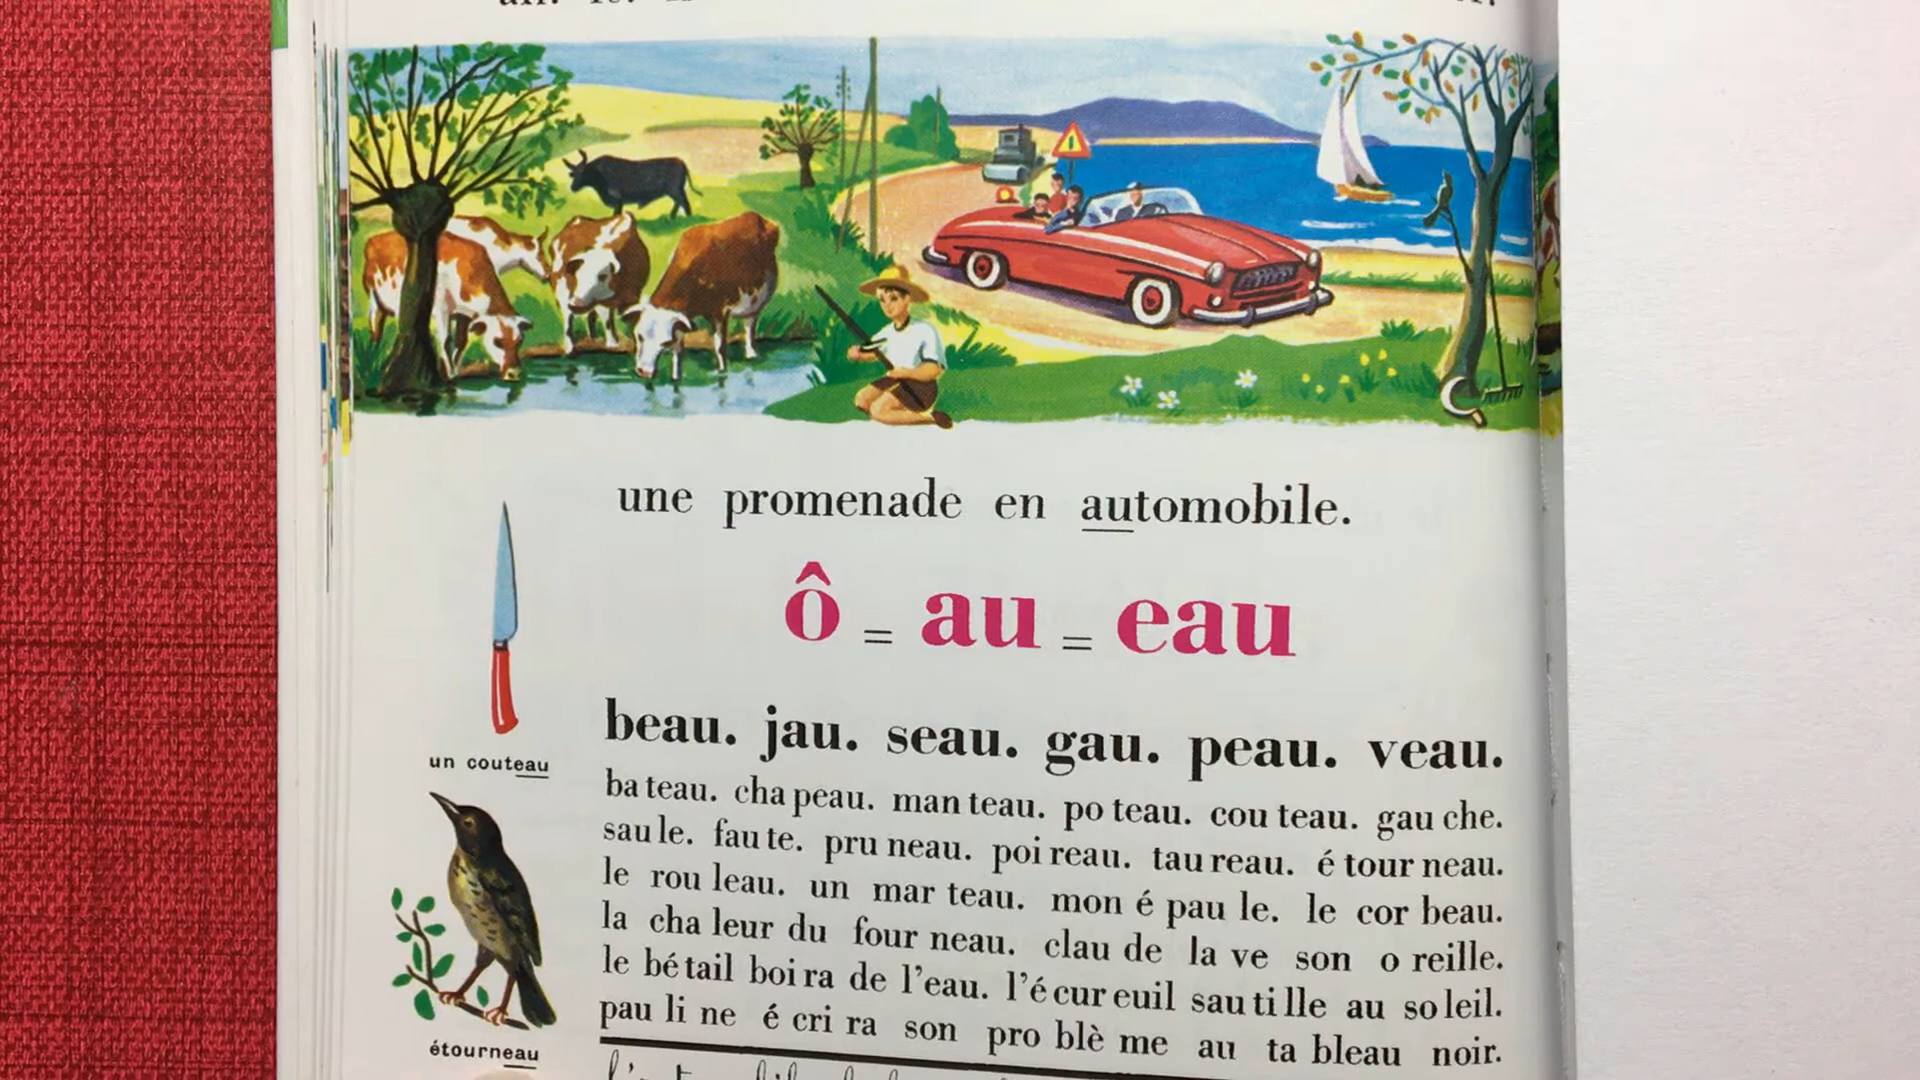 une promenade en automobile.
ô = au = eau
un couteau
étourneau
beau. jau. seau. gau. peau. veau.
ba teau. cha peau. man teau. po teau. cou teau. gau che.
sau le. fau te. pru neau. poi reau. tau reau. é tour neau.
le rou leau. un mar teau. mon é pau le. le cor beau.
la cha leur du four neau. clau de la ve son o reille.
le bé tail boi ra de l'eau. l'é cur euil sau ti lle au so leil.
pau li ne é cri ra son pro blè me au ta bleau noir.